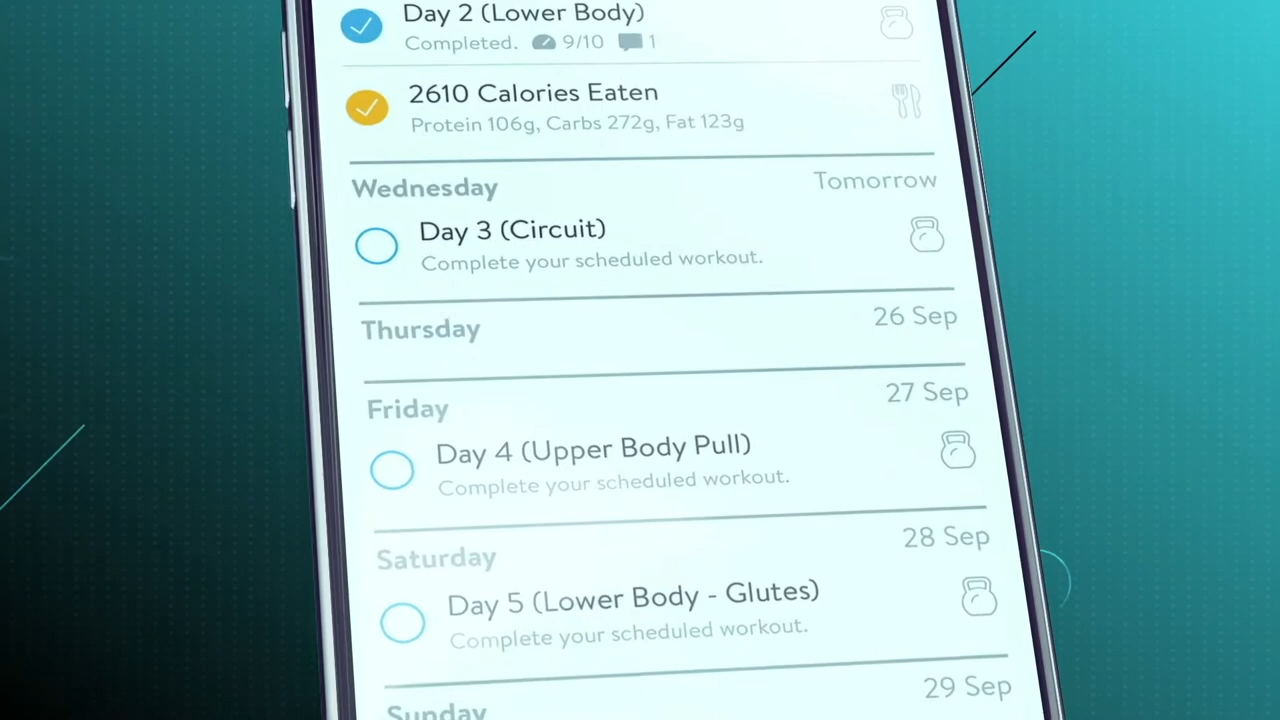 Day 2 (Lower Body)
Completed. 9/10 1
2610 Calories Eaten
Protein 106g, Carbs 272g, Fat 123g
Wednesday Tomorrow
Day 3 (Circuit)
Complete your scheduled workout.
Thursday 26 Sep
Friday 27 Sep
Day 4 (Upper Body Pull)
Complete your scheduled workout.
Saturday 28 Sep
Day 5 (Lower Body - Glutes)
Complete your scheduled workout.
Sunday 29 Sep